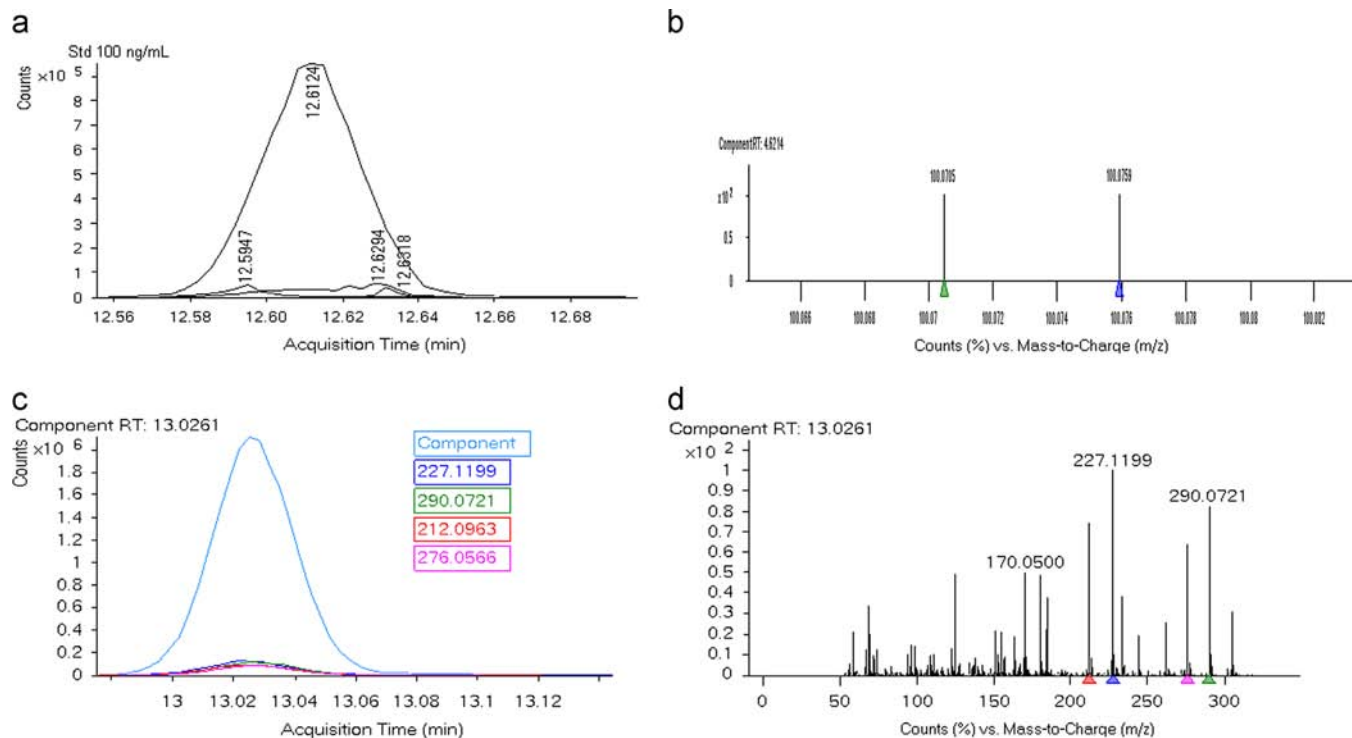 a
Std 100 ng/mL
Counts
x10 5
8
7
6
5
4
3
2
1
0
12.6124
12.5947
12.6294
12.6318
12.56 12.58 12.60 12.62 12.64 12.66 12.68
Acquisition Time (min)
b
ComponentRT: 4.6214
x10 2
0.5
0
100.0705
100.0759
100.066 100.068 100.07 100.072 100.074 100.076 100.078 100.08 100.082
Counts (%) vs. Mass-to-Charge (m/z)
c
Component RT: 13.0261
Counts
x10 6
1.8
1.6
1.4
1.2
1
0.8
0.6
0.4
0.2
0
Component
227.1199
290.0721
212.0963
276.0566
13 13.02 13.04 13.06 13.08 13.10 13.12
Acquisition Time (min)
d
Component RT: 13.0261
x10 2
1
0.9
0.8
0.7
0.6
0.5
0.4
0.3
0.2
0.1
0
227.1199
290.0721
170.0500
0 50 100 150 200 250 300
Counts (%) vs. Mass-to-Charge (m/z)